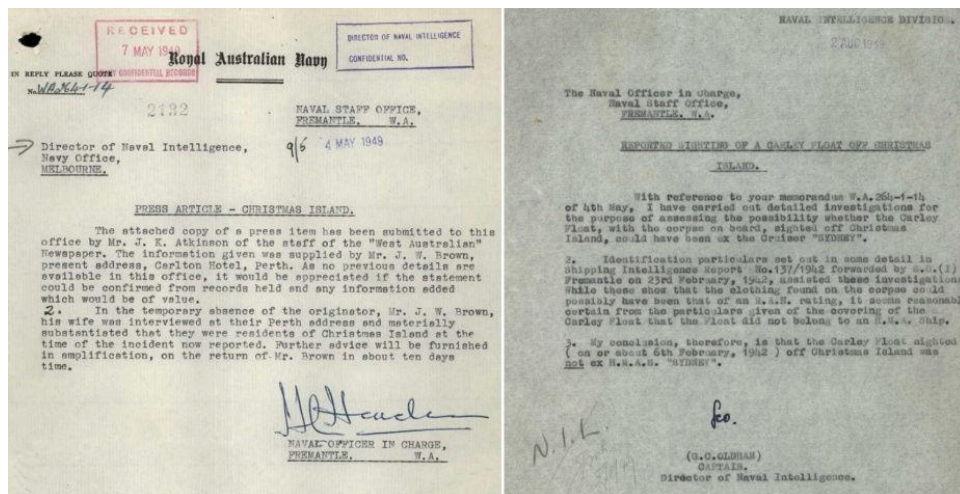 RECEIVED
7 MAY 1949
NAVY CONFIDENTIAL RECORDS
DIRECTOR OF NAVAL INTELLIGENCE
CONFIDENTIAL NO.
Royal Australian Navy
IN REPLY PLEASE QUOTE
No. WA.264-1-14
2132
NAVAL STAFF OFFICE,
FREMANTLE. W.A.
9/5 4 MAY 1949
Director of Naval Intelligence,
Navy Office,
MELBOURNE.
PRESS ARTICLE - CHRISTMAS ISLAND.
The attached copy of a press item has been submitted to this
office by Mr. J. K. Atkinson of the staff of the "West Australian"
Newspaper. The information given was supplied by Mr. J. W. Brown,
present address, Carlton Hotel, Perth. As no previous details are
available in this office, it would be appreciated if the statement
could be confirmed from records held and any information added
which would be of value.
2. In the temporary absence of the originator, Mr. J. W. Brown,
his wife was interviewed at their Perth address and materially
substantiated that they were residents of Christmas Island at the
time of the incident now reported. Further advice will be furnished
in amplification, on the return of Mr. Brown in about ten days
time.
NAVAL OFFICER IN CHARGE,
FREMANTLE, W.A.
NAVAL INTELLIGENCE DIVISION.
2 AUG 1949
The Naval Officer in Charge,
Naval Staff Office,
FREMANTLE. W.A.
REPORTED SIGHTING OF A CARLEY FLOAT OFF CHRISTMAS
ISLAND.
With reference to your memorandum W.A.264-1-14
of 4th May, I have carried out detailed investigations for
the purpose of assessing the possibility whether the Carley
Float, with the corpse on board, sighted off Christmas
Island, could have been ex the Cruiser "SYDNEY".
2. Identification particulars set out in some detail in
Shipping Intelligence Report No.137/1942 forwarded by S.O.(I)
Fremantle on 23rd February, 1942, assisted these investigation
While these show that the clothing found on the corpse could
possibly have been that of an R.A.N. rating, it seems reasonabl
certain from the particulars given of the covering of the
Carley Float that the Float did not belong to an H.M.A. Ship.
3. My conclusion, therefore, is that the Carley Float sighted
( on or about 6th February, 1942 ) off Christmas Island was
not ex H.M.A.S. "SYDNEY".
N.I.L.
(G.C.OLDHAM)
CAPTAIN.
Director of Naval Intelligence.